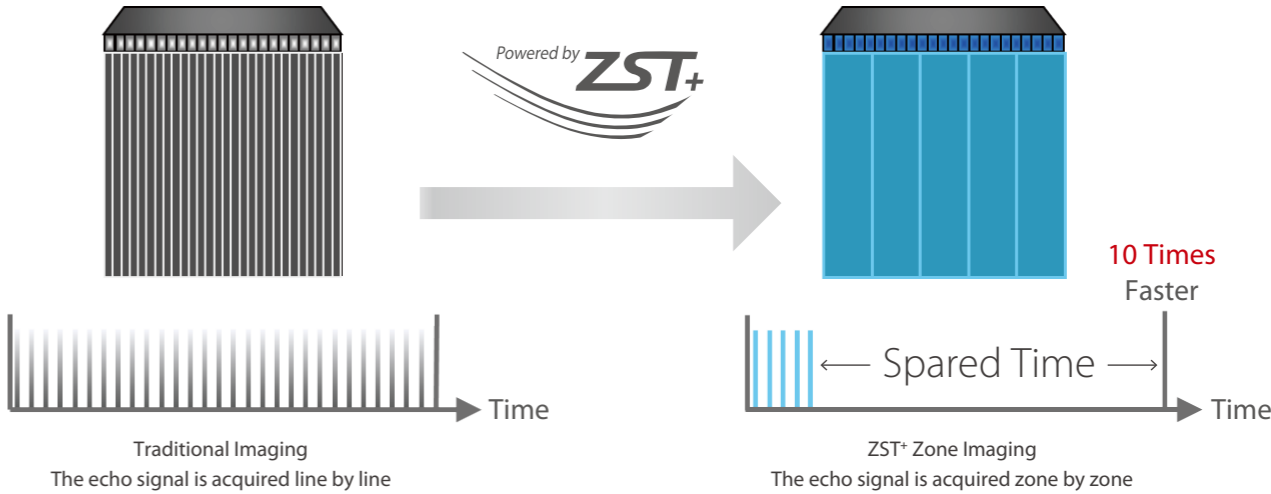 Powered by ZST+
10 Times
Faster
Spared Time
Time
Time
Traditional Imaging
The echo signal is acquired line by line
ZST⁺ Zone Imaging
The echo signal is acquired zone by zone